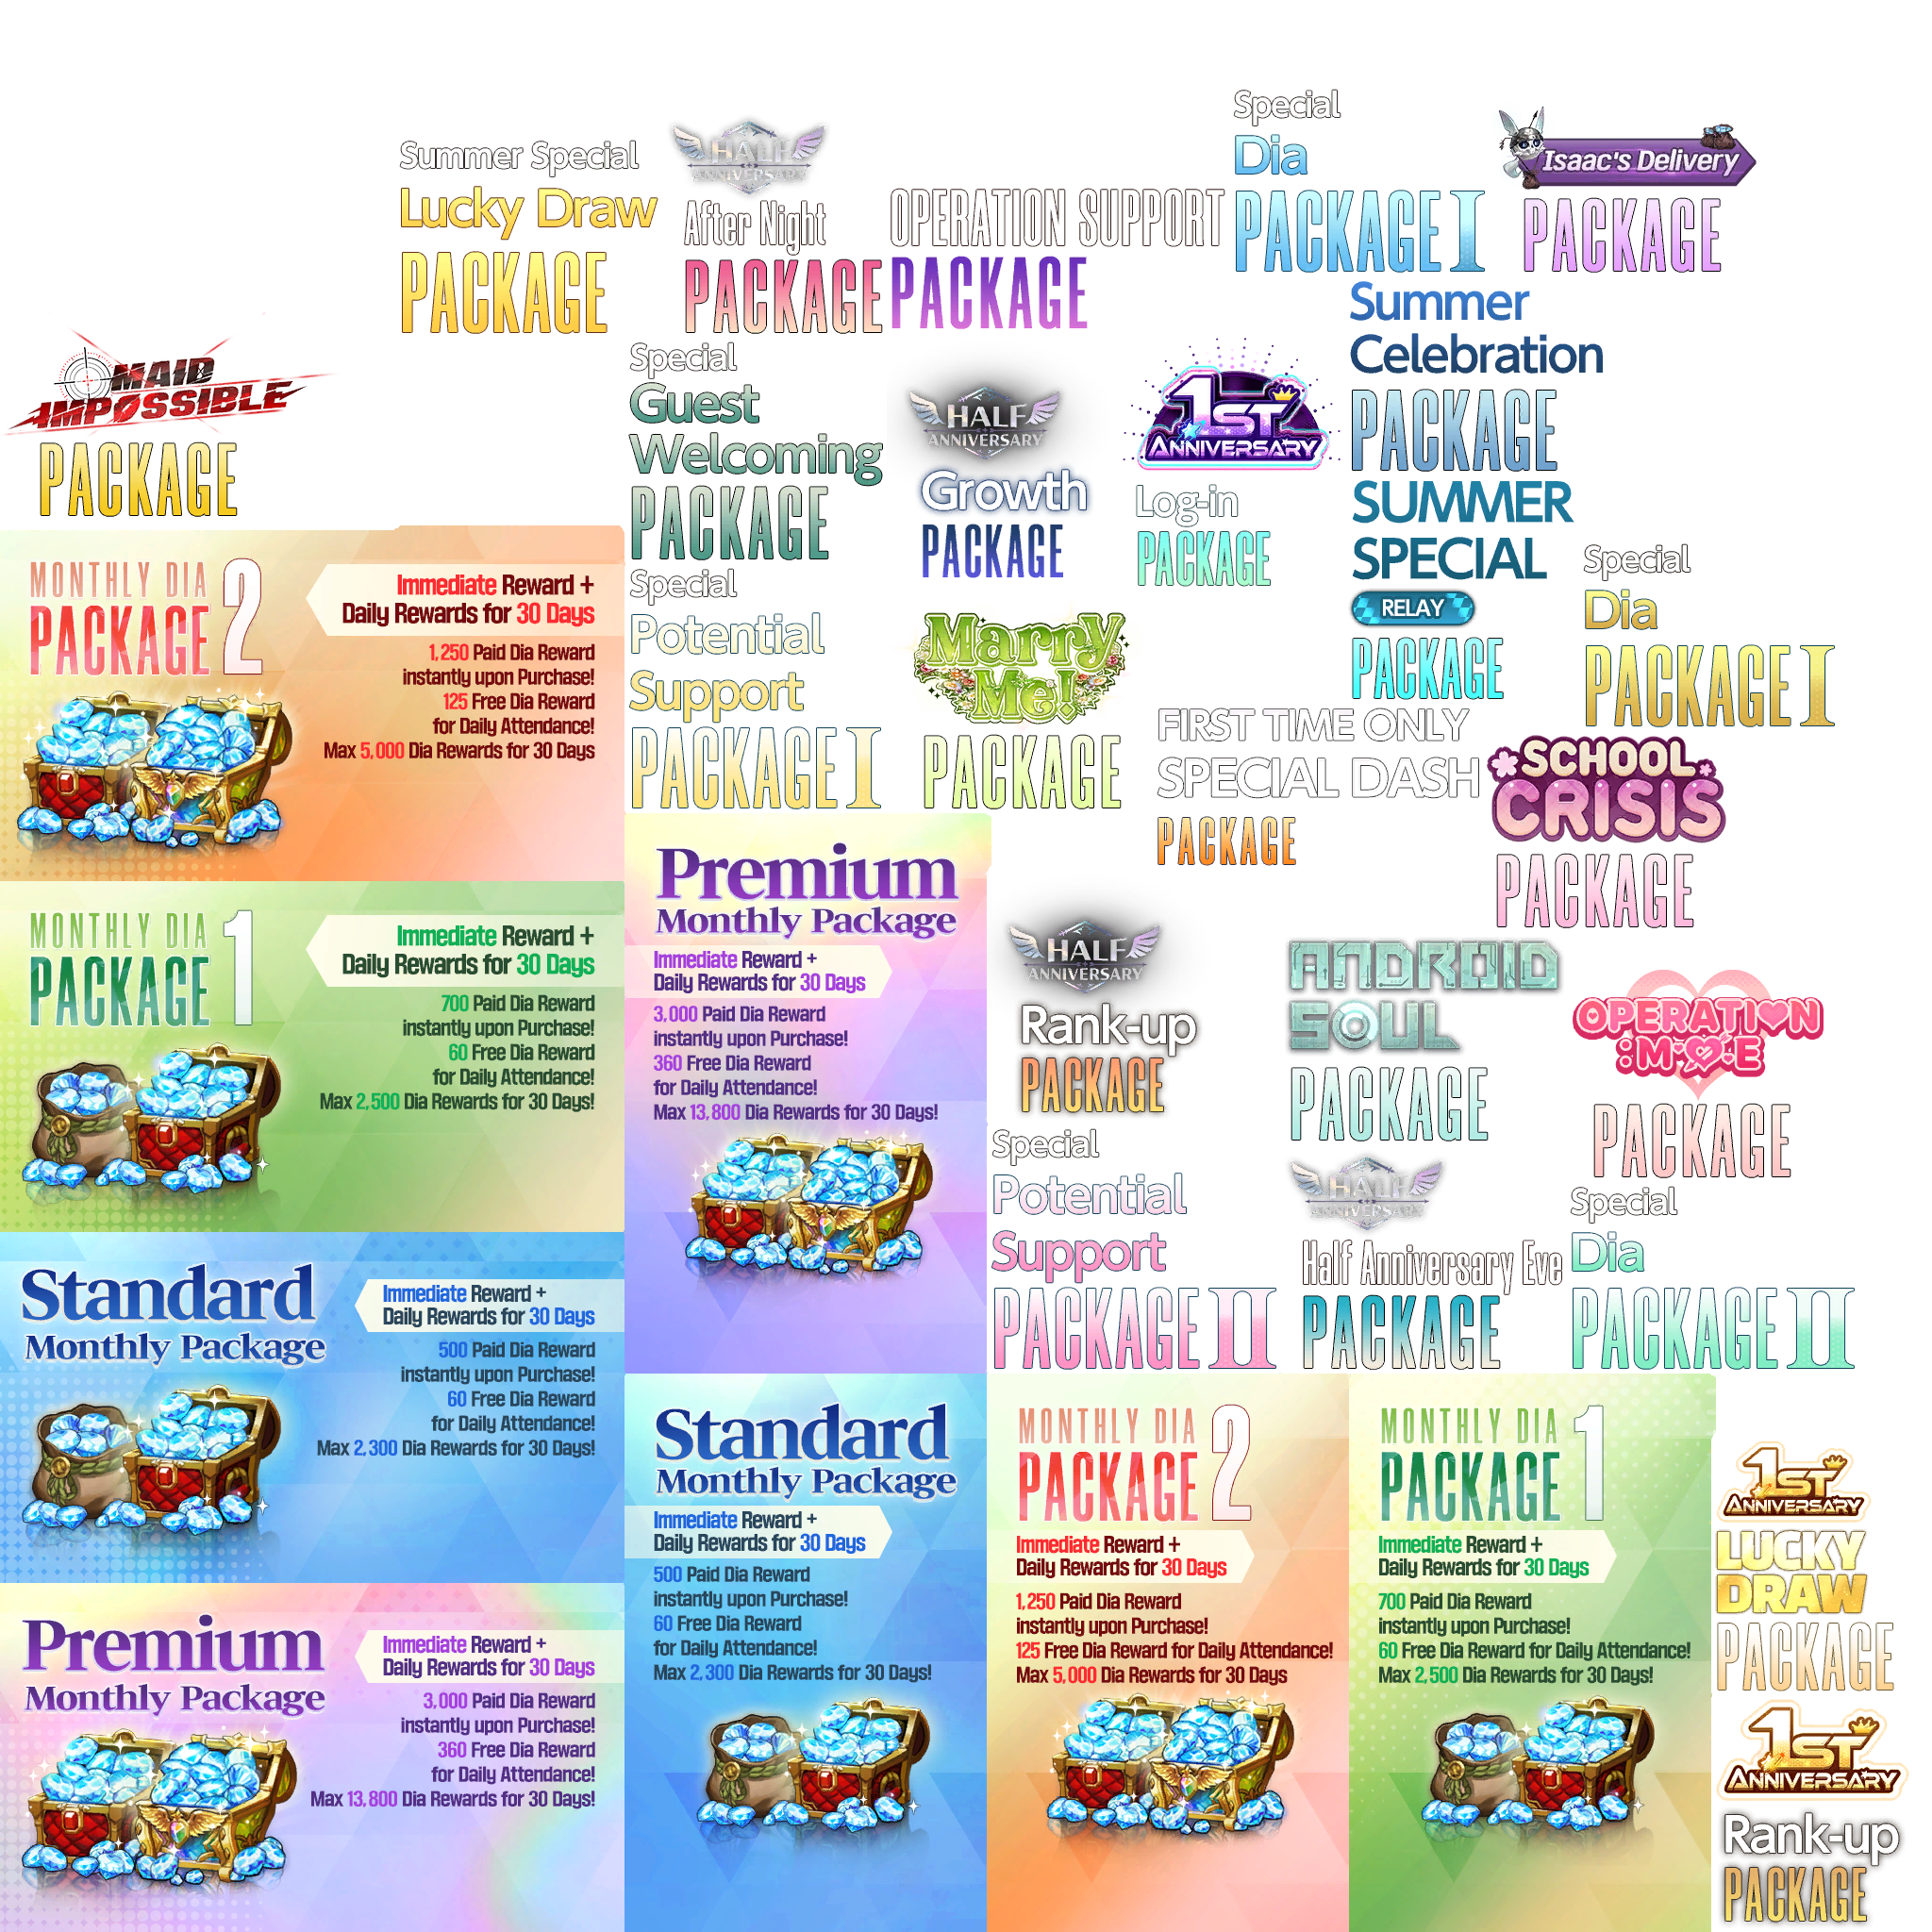 Summer Special
Lucky Draw
PACKAGE
HALF
ANNIVERSARY
After Night
PACKAGE
OPERATION SUPPORT
PACKAGE
Special
Dia
PACKAGE I
Isaac's Delivery
PACKAGE
MAID
IMPOSSIBLE
PACKAGE
Special
Guest
Welcoming
PACKAGE
HALF
ANNIVERSARY
Growth
PACKAGE
1ST
ANNIVERSARY
Log-in
PACKAGE
Summer
Celebration
PACKAGE
SUMMER
SPECIAL
RELAY
PACKAGE
Special
Dia
PACKAGE I
Special
Potential
Support
PACKAGE I
Marry
Me!
PACKAGE
FIRST TIME ONLY
SPECIAL DASH
PACKAGE
SCHOOL
CRISIS
PACKAGE
MONTHLY DIA
PACKAGE 2
Immediate Reward +
Daily Rewards for 30 Days
1,250 Paid Dia Reward
instantly upon Purchase!
125 Free Dia Reward
for Daily Attendance!
Max 5,000 Dia Rewards for 30 Days
MONTHLY DIA
PACKAGE 1
Immediate Reward +
Daily Rewards for 30 Days
700 Paid Dia Reward
instantly upon Purchase!
60 Free Dia Reward
for Daily Attendance!
Max 2,500 Dia Rewards for 30 Days!
Premium
Monthly Package
Immediate Reward +
Daily Rewards for 30 Days
3,000 Paid Dia Reward
instantly upon Purchase!
360 Free Dia Reward
for Daily Attendance!
Max 13,800 Dia Rewards for 30 Days!
HALF
ANNIVERSARY
Rank-up
PACKAGE
ANDROID
SOUL
PACKAGE
OPERATION
:M.O.E
PACKAGE
Special
Potential
Support
PACKAGE II
HALF
ANNIVERSARY
Half Anniversary Eve
PACKAGE
Special
Dia
PACKAGE II
Standard
Monthly Package
Immediate Reward +
Daily Rewards for 30 Days
500 Paid Dia Reward
instantly upon Purchase!
60 Free Dia Reward
for Daily Attendance!
Max 2,300 Dia Rewards for 30 Days!
Premium
Monthly Package
Immediate Reward +
Daily Rewards for 30 Days
3,000 Paid Dia Reward
instantly upon Purchase!
360 Free Dia Reward
for Daily Attendance!
Max 13,800 Dia Rewards for 30 Days!
Standard
Monthly Package
Immediate Reward +
Daily Rewards for 30 Days
500 Paid Dia Reward
instantly upon Purchase!
60 Free Dia Reward
for Daily Attendance!
Max 2,300 Dia Rewards for 30 Days!
MONTHLY DIA
PACKAGE 2
Immediate Reward +
Daily Rewards for 30 Days
1,250 Paid Dia Reward
instantly upon Purchase!
125 Free Dia Reward for Daily Attendance!
Max 5,000 Dia Rewards for 30 Days
MONTHLY DIA
PACKAGE 1
Immediate Reward +
Daily Rewards for 30 Days
700 Paid Dia Reward
instantly upon Purchase!
60 Free Dia Reward for Daily Attendance!
Max 2,500 Dia Rewards for 30 Days!
1ST
ANNIVERSARY
LUCKY
DRAW
PACKAGE
1ST
ANNIVERSARY
Rank-up
PACKAGE